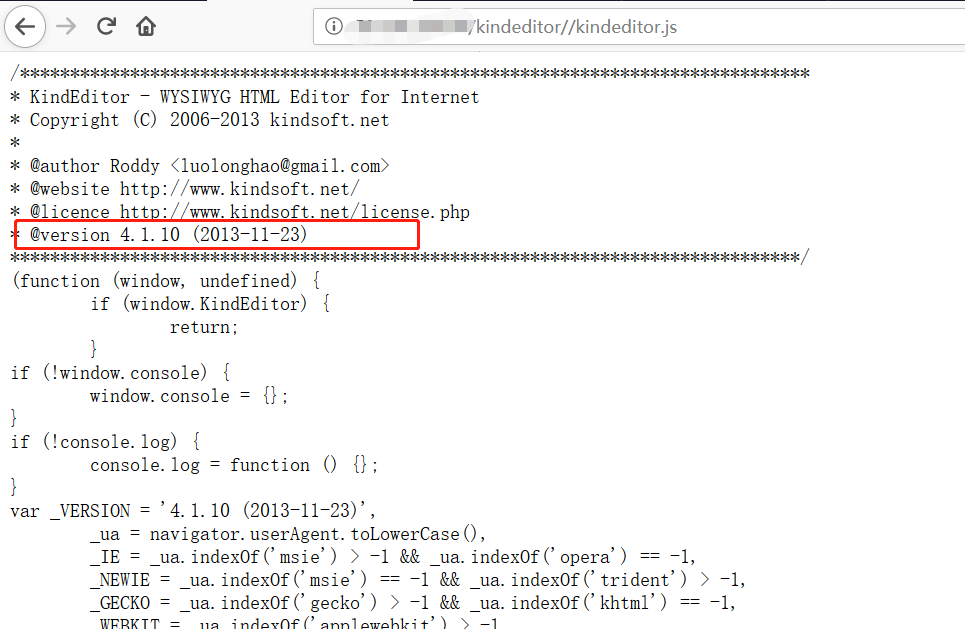 /kindeditor//kindeditor.js
/*******************************************************************************
* KindEditor - WYSIWYG HTML Editor for Internet
* Copyright (C) 2006-2013 kindsoft.net
*
* @author Roddy <luolonghao@gmail.com>
* @website http://www.kindsoft.net/
* @licence http://www.kindsoft.net/license.php
* @version 4.1.10 (2013-11-23)
*******************************************************************************/
(function (window, undefined) {
        if (window.KindEditor) {
                return;
        }
if (!window.console) {
        window.console = {};
}
if (!console.log) {
        console.log = function () {};
}
var _VERSION = '4.1.10 (2013-11-23)',
        _ua = navigator.userAgent.toLowerCase(),
        _IE = _ua.indexOf('msie') > -1 && _ua.indexOf('opera') == -1,
        _NEWIE = _ua.indexOf('msie') == -1 && _ua.indexOf('trident') > -1,
        _GECKO = _ua.indexOf('gecko') > -1 && _ua.indexOf('khtml') == -1,
        _WEBKIT = _ua.indexOf('applewebkit') > -1